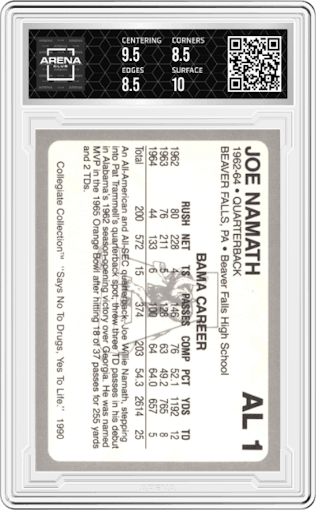 CENTERING CORNERS
9.5 8.5
EDGES SURFACE
8.5 10
ARENA
CLUB
JOE NAMATH AL 1
1962-64 • QUARTERBACK
BEAVER FALLS, PA • Beaver Falls High School
BAMA CAREER
RUSH NET TS PASSES COMP PCT YDS TD
1962 80 228 4 146 76 52.1 1192 12
1963 76 211 5 128 63 49.2 765 8
1964 44 133 6 100 64 64.0 657 5
Total 200 572 15 374 203 54.3 2614 25
An All-American and All-SEC quarterback, Joe Willie Namath, stepping
into Pat Trammell's quarterback spot, threw three TD passes in his debut
in Alabama's 1962 season-opening victory over Georgia. He was named
MVP in the 1965 Orange Bowl after hitting 18 of 37 passes for 255 yards
and 2 TDs.
Collegiate Collection™ "Says No To Drugs, Yes To Life." 1990
ARENA